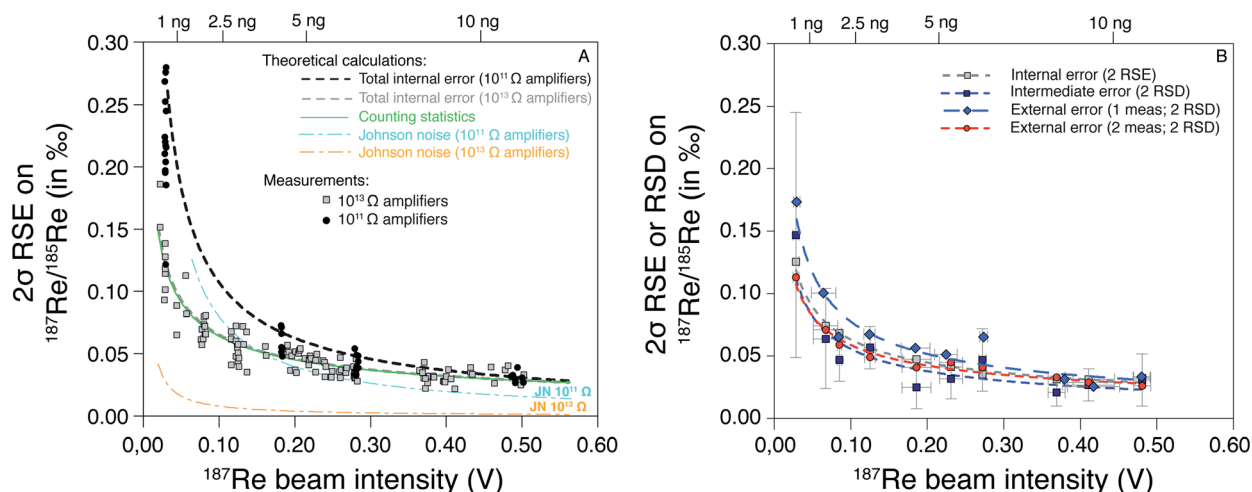 1 ng 2.5 ng 5 ng 10 ng
0.30
0.25
0.20
0.15
0.10
0.05
0.00
2σ RSE on
187Re/185Re (in ‰)
A
Theoretical calculations:
Total internal error (10¹¹ Ω amplifiers)
Total internal error (10¹³ Ω amplifiers)
Counting statistics
Johnson noise (10¹¹ Ω amplifiers)
Johnson noise (10¹³ Ω amplifiers)
Measurements:
10¹³ Ω amplifiers
10¹¹ Ω amplifiers
JN 10¹¹ Ω
JN 10¹³ Ω
0,00 0.10 0.20 0.30 0.40 0.50 0.60
¹⁸⁷Re beam intensity (V)
1 ng 2.5 ng 5 ng 10 ng
0.30
0.25
0.20
0.15
0.10
0.05
0.00
2σ RSE or RSD on
¹⁸⁷Re/¹⁸⁵Re (in ‰)
B
Internal error (2 RSE)
Intermediate error (2 RSD)
External error (1 meas; 2 RSD)
External error (2 meas; 2 RSD)
0,00 0.10 0.20 0.30 0.40 0.50 0.60
¹⁸⁷Re beam intensity (V)